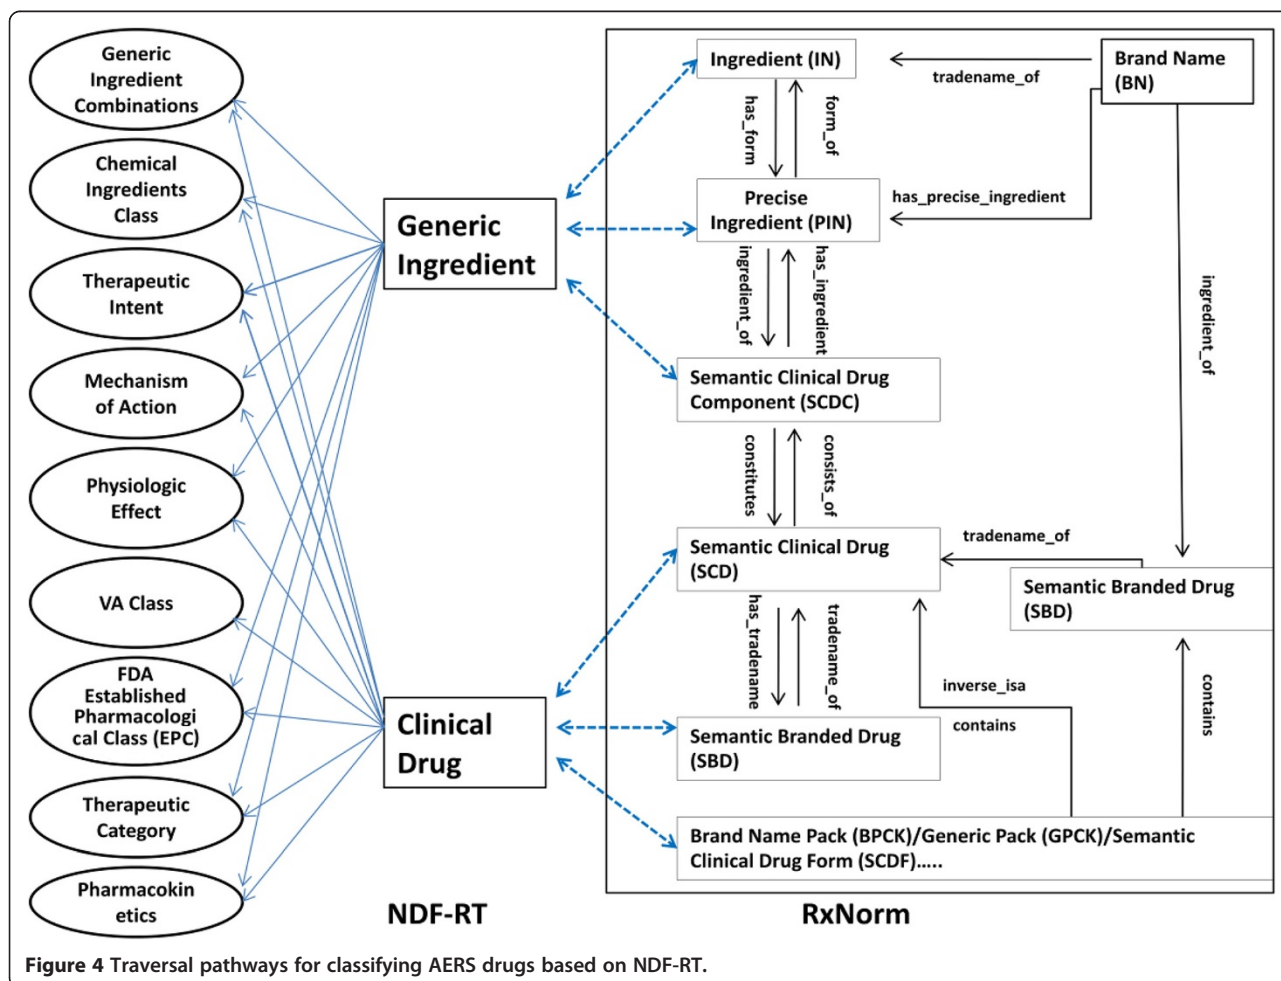 Generic
Ingredient
Combinations
Chemical
Ingredients
Class
Therapeutic
Intent
Mechanism
of Action
Physiologic
Effect
VA Class
FDA
Established
Pharmacologi
cal Class (EPC)
Therapeutic
Category
Pharmacokin
etics
Generic
Ingredient
Clinical
Drug
NDF-RT
Ingredient (IN)
has_form
form_of
Precise
Ingredient (PIN)
ingredient_of
has_ingredient
Semantic Clinical Drug
Component (SCDC)
constitutes
consists_of
Semantic Clinical Drug
(SCD)
has_tradename
tradename_of
Semantic Branded Drug
(SBD)
Brand Name Pack (BPCK)/Generic Pack (GPCK)/Semantic
Clinical Drug Form (SCDF).....
tradename_of
Brand Name
(BN)
has_precise_ingredient
ingredient_of
tradename_of
Semantic Branded Drug
(SBD)
inverse_isa
contains
contains
RxNorm
Figure 4 Traversal pathways for classifying AERS drugs based on NDF-RT.